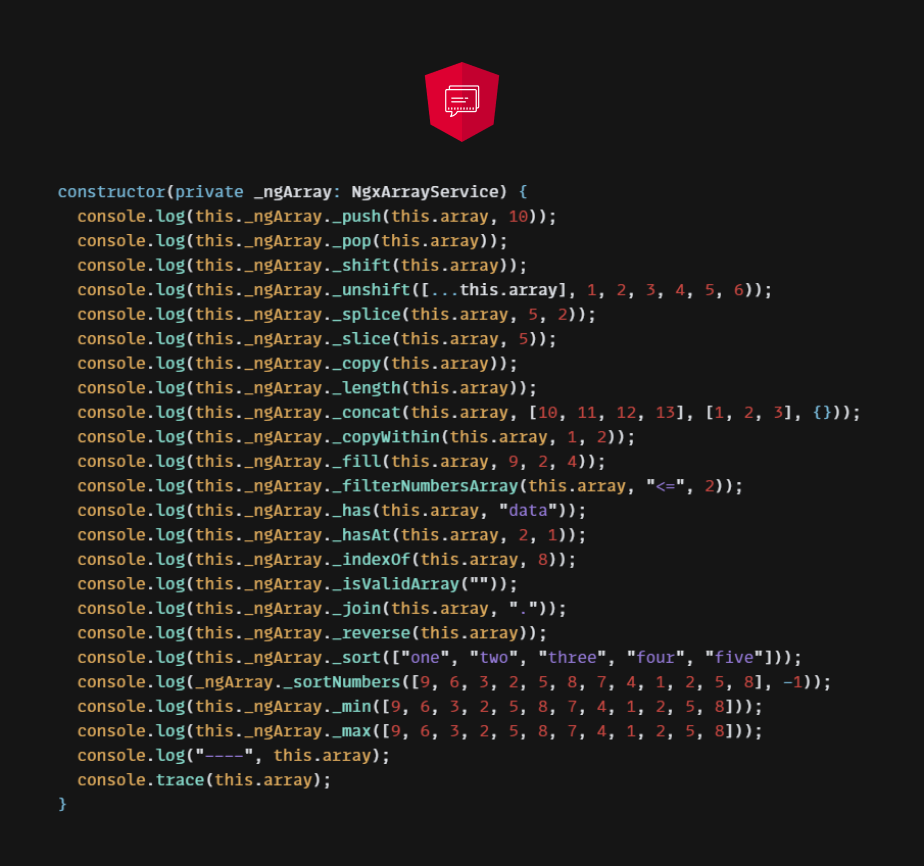 constructor(private _ngArray: NgxArrayService) {
  console.log(this._ngArray._push(this.array, 10));
  console.log(this._ngArray._pop(this.array));
  console.log(this._ngArray._shift(this.array));
  console.log(this._ngArray._unshift([...this.array], 1, 2, 3, 4, 5, 6));
  console.log(this._ngArray._splice(this.array, 5, 2));
  console.log(this._ngArray._slice(this.array, 5));
  console.log(this._ngArray._copy(this.array));
  console.log(this._ngArray._length(this.array));
  console.log(this._ngArray._concat(this.array, [10, 11, 12, 13], [1, 2, 3], {}));
  console.log(this._ngArray._copyWithin(this.array, 1, 2));
  console.log(this._ngArray._fill(this.array, 9, 2, 4));
  console.log(this._ngArray._filterNumbersArray(this.array, "<=", 2));
  console.log(this._ngArray._has(this.array, "data"));
  console.log(this._ngArray._hasAt(this.array, 2, 1));
  console.log(this._ngArray._indexOf(this.array, 8));
  console.log(this._ngArray._isValidArray(""));
  console.log(this._ngArray._join(this.array, "."));
  console.log(this._ngArray._reverse(this.array));
  console.log(this._ngArray._sort(["one", "two", "three", "four", "five"]));
  console.log(_ngArray._sortNumbers([9, 6, 3, 2, 5, 8, 7, 4, 1, 2, 5, 8], -1));
  console.log(this._ngArray._min([9, 6, 3, 2, 5, 8, 7, 4, 1, 2, 5, 8]));
  console.log(this._ngArray._max([9, 6, 3, 2, 5, 8, 7, 4, 1, 2, 5, 8]));
  console.log("----", this.array);
  console.trace(this.array);
}